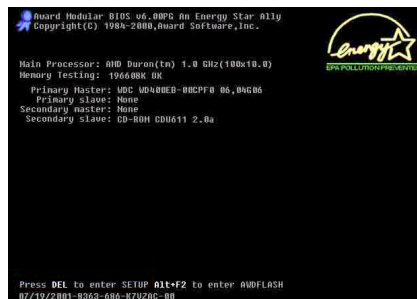 Award Modular BIOS v6.00PG An Energy Star Ally
Copyright(C) 1984-2000,Award Software,Inc.
energy
EPA POLLUTION PREVENTER
Main Processor: AMD Duron(tm) 1.0 GHz(100x10.0)
Memory Testing: 196608K OK
Primary Master: WDC WD400EB-00CPF0 06.04G06
Primary slave: None
Secondary master: None
Secondary slave: CD-ROM CDU611 2.0a
Press DEL to enter SETUP Alt+F2 to enter AWDFLASH
07/19/2001-8363-686-K7VZAC-00